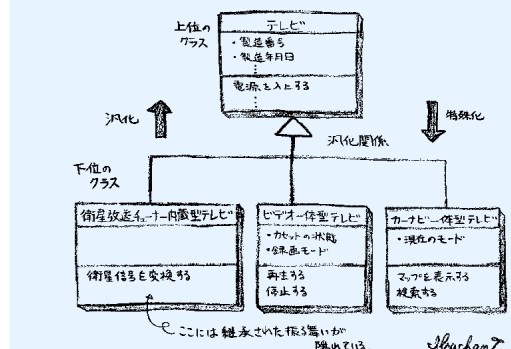 上位の
クラス
テレビ
・製造番号
・製造年月日
⋮
電源を入=する
汎化
特殊化
汎化関係
下位の
クラス
衛星放送チューナー内蔵型テレビ
衛星信号を変換する
ビデオ一体型テレビ
・カセットの状態
・録画モード
再生する
停止する
カーナビ一体型テレビ
・現在のモード
マップを表示する
検索する
ここには継承された振る舞いが
隠れている